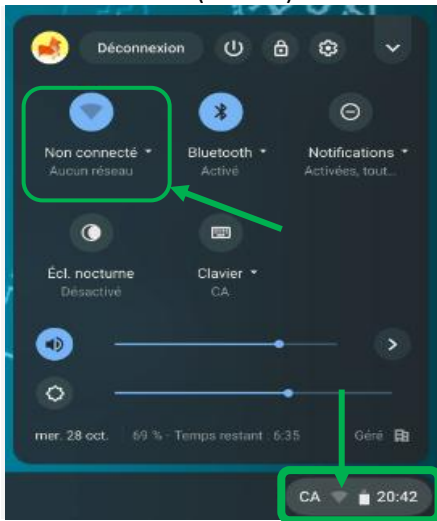 Déconnexion
Non connecté Bluetooth Notifications
Aucun réseau Activé Activées, tout...
Écl. nocturne Clavier
Désactivé CA
mer. 28 oct. 69 % - Temps restant : 6:35 Géré
CA 20:42